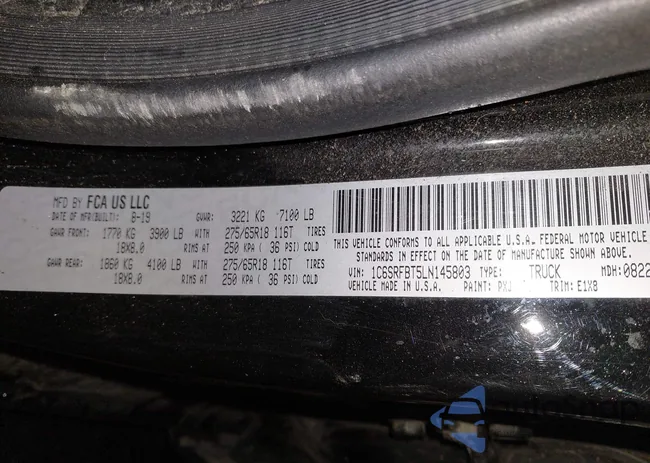 MFD BY FCA US LLC
DATE OF MFR(BUILT): 8-19 GVWR: 3221 KG 7100 LB
GAWR FRONT: 1770 KG 3900 LB WITH 275/65R18 116T TIRES
18X8.0 RIMS AT 250 KPA ( 36 PSI) COLD
GAWR REAR: 1860 KG 4100 LB WITH 275/65R18 116T TIRES
18X8.0 RIMS AT 250 KPA ( 36 PSI) COLD
THIS VEHICLE CONFORMS TO ALL APPLICABLE U.S.A. FEDERAL MOTOR VEHICLE
STANDARDS IN EFFECT ON THE DATE OF MANUFACTURE SHOWN ABOVE.
VIN: 1C6SRFBT5LN145803 TYPE: TRUCK MDH:0822
VEHICLE MADE IN U.S.A. PAINT: PXJ TRIM: E1X8